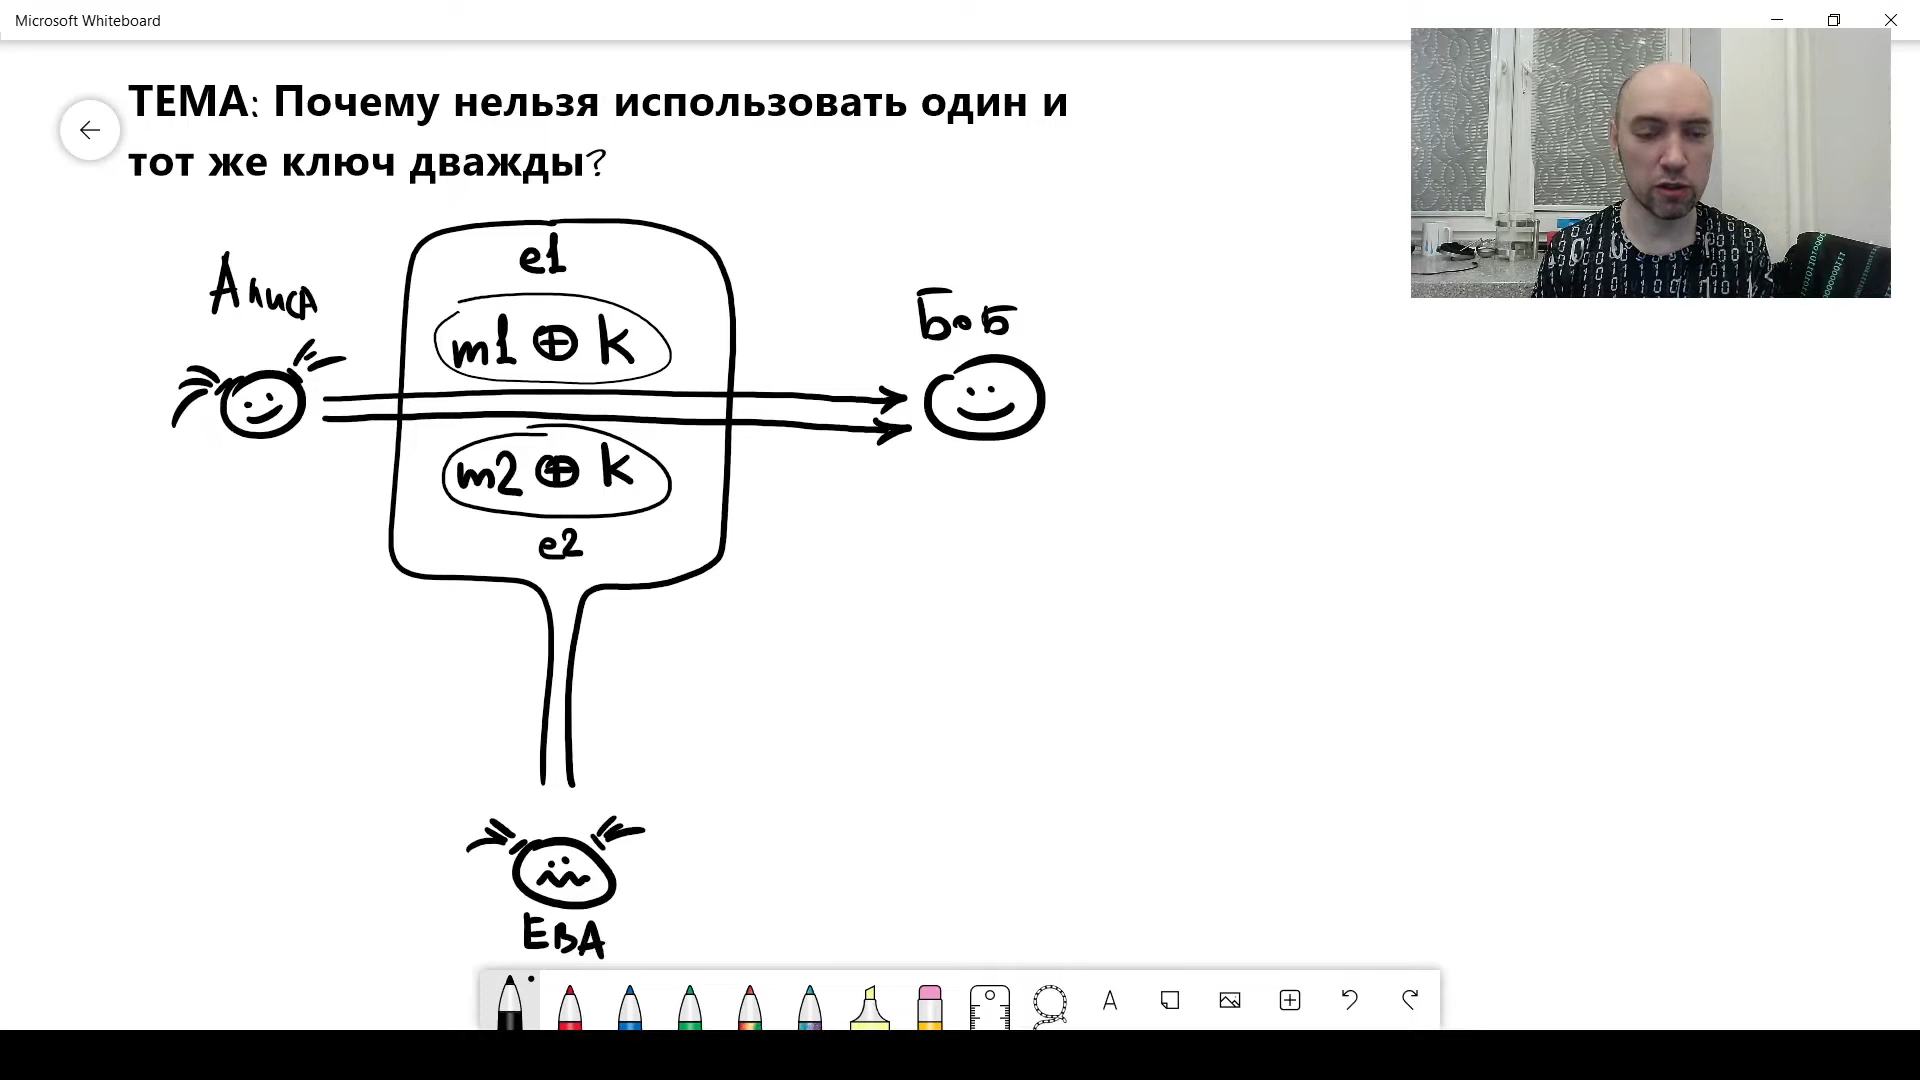 Microsoft Whiteboard
ТЕМА: Почему нельзя использовать один и
тот же ключ дважды?
e1
Алиса
m1 ⊕ k
Боб
m2 ⊕ k
e2
ЕВА